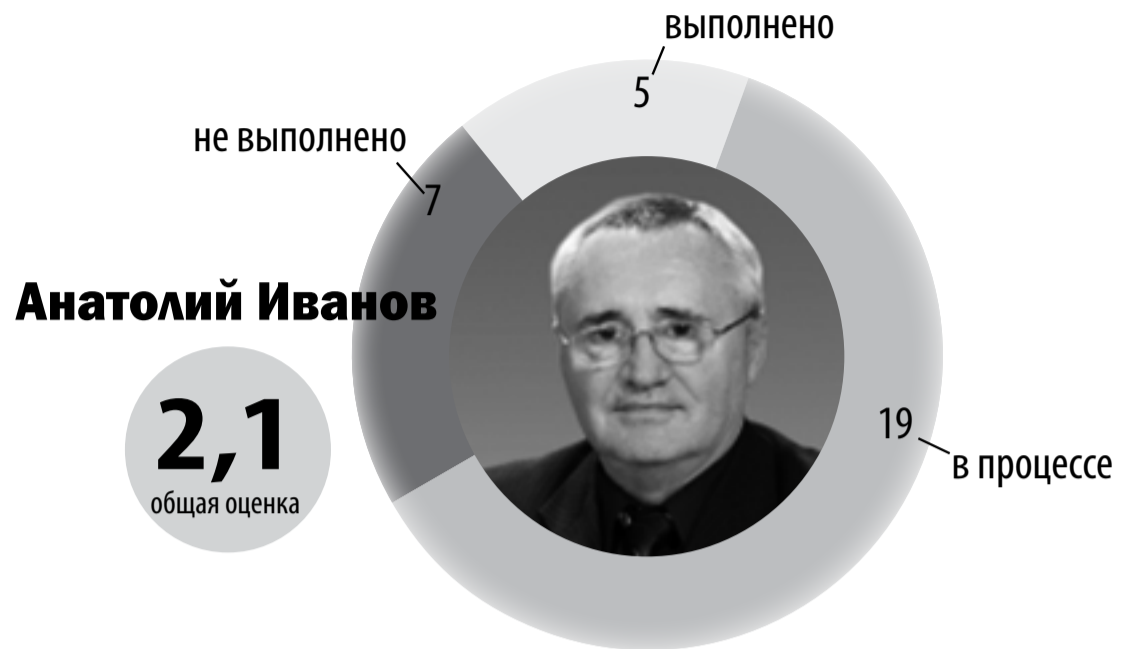 выполнено
5
не выполнено
7
Анатолий Иванов
2,1
общая оценка
19
в процессе